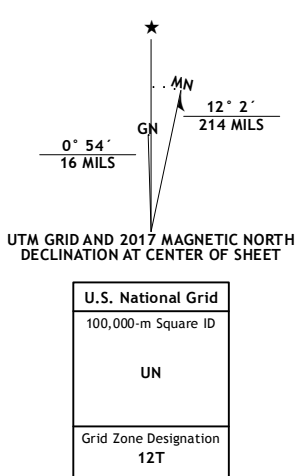 ★
MN
GN
12° 2´
214 MILS
0° 54´
16 MILS
UTM GRID AND 2017 MAGNETIC NORTH
DECLINATION AT CENTER OF SHEET
U.S. National Grid
100,000-m Square ID
UN
Grid Zone Designation
12T